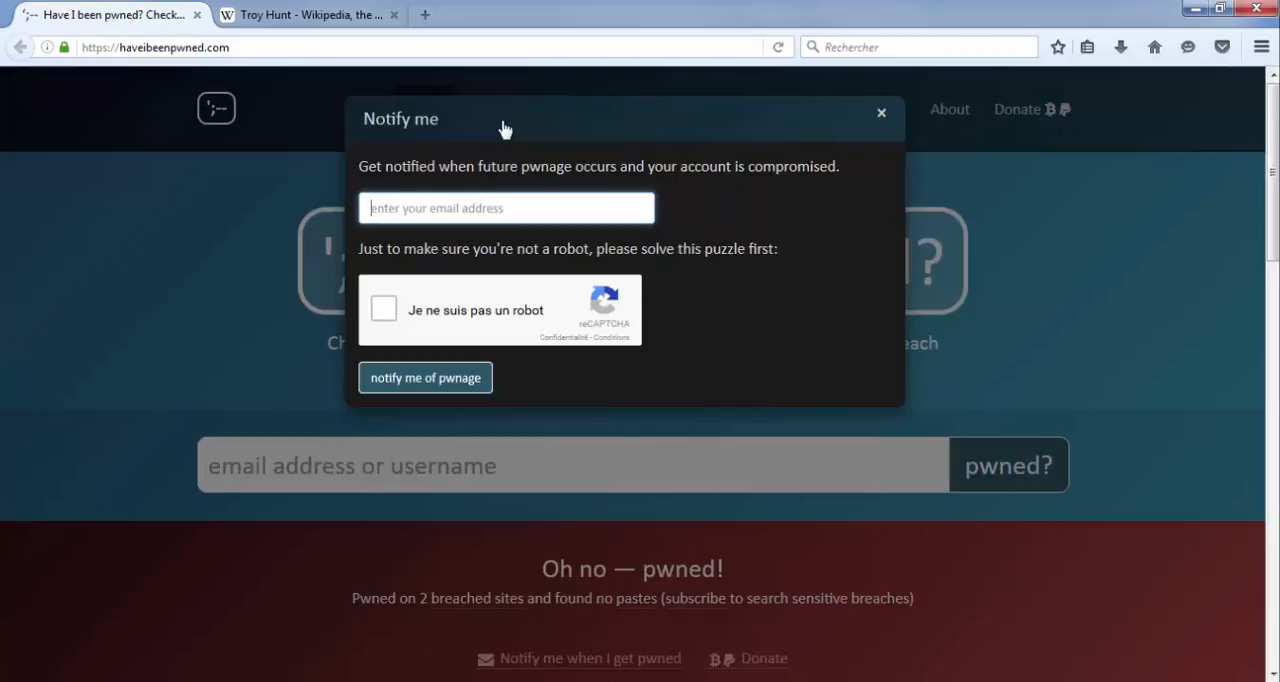 ';-- Have I been pwned? Check...
Troy Hunt - Wikipedia, the ...
https://haveibeenpwned.com
Rechercher
';--
About
Donate
Notify me
Get notified when future pwnage occurs and your account is compromised.
enter your email address
Just to make sure you're not a robot, please solve this puzzle first:
Je ne suis pas un robot
reCAPTCHA
Confidentialité - Conditions
notify me of pwnage
';
d?
Ch
each
email address or username
pwned?
Oh no — pwned!
Pwned on 2 breached sites and found no pastes (subscribe to search sensitive breaches)
Notify me when I get pwned
Donate